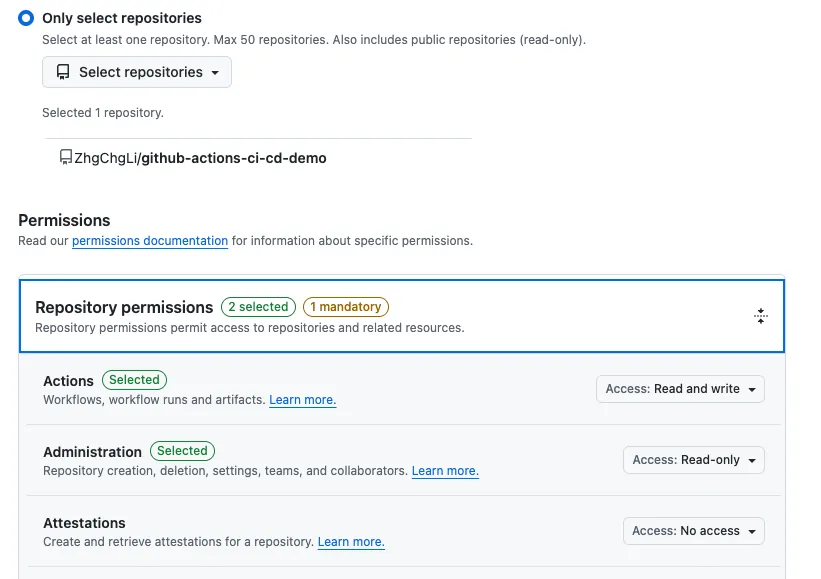 Only select repositories
Select at least one repository. Max 50 repositories. Also includes public repositories (read-only).
Select repositories
Selected 1 repository.
ZhgChgLi/github-actions-ci-cd-demo
Permissions
Read our permissions documentation for information about specific permissions.
Repository permissions 2 selected 1 mandatory
Repository permissions permit access to repositories and related resources.
Actions Selected
Workflows, workflow runs and artifacts. Learn more.
Access: Read and write
Administration Selected
Repository creation, deletion, settings, teams, and collaborators. Learn more.
Access: Read-only
Attestations
Create and retrieve attestations for a repository. Learn more.
Access: No access